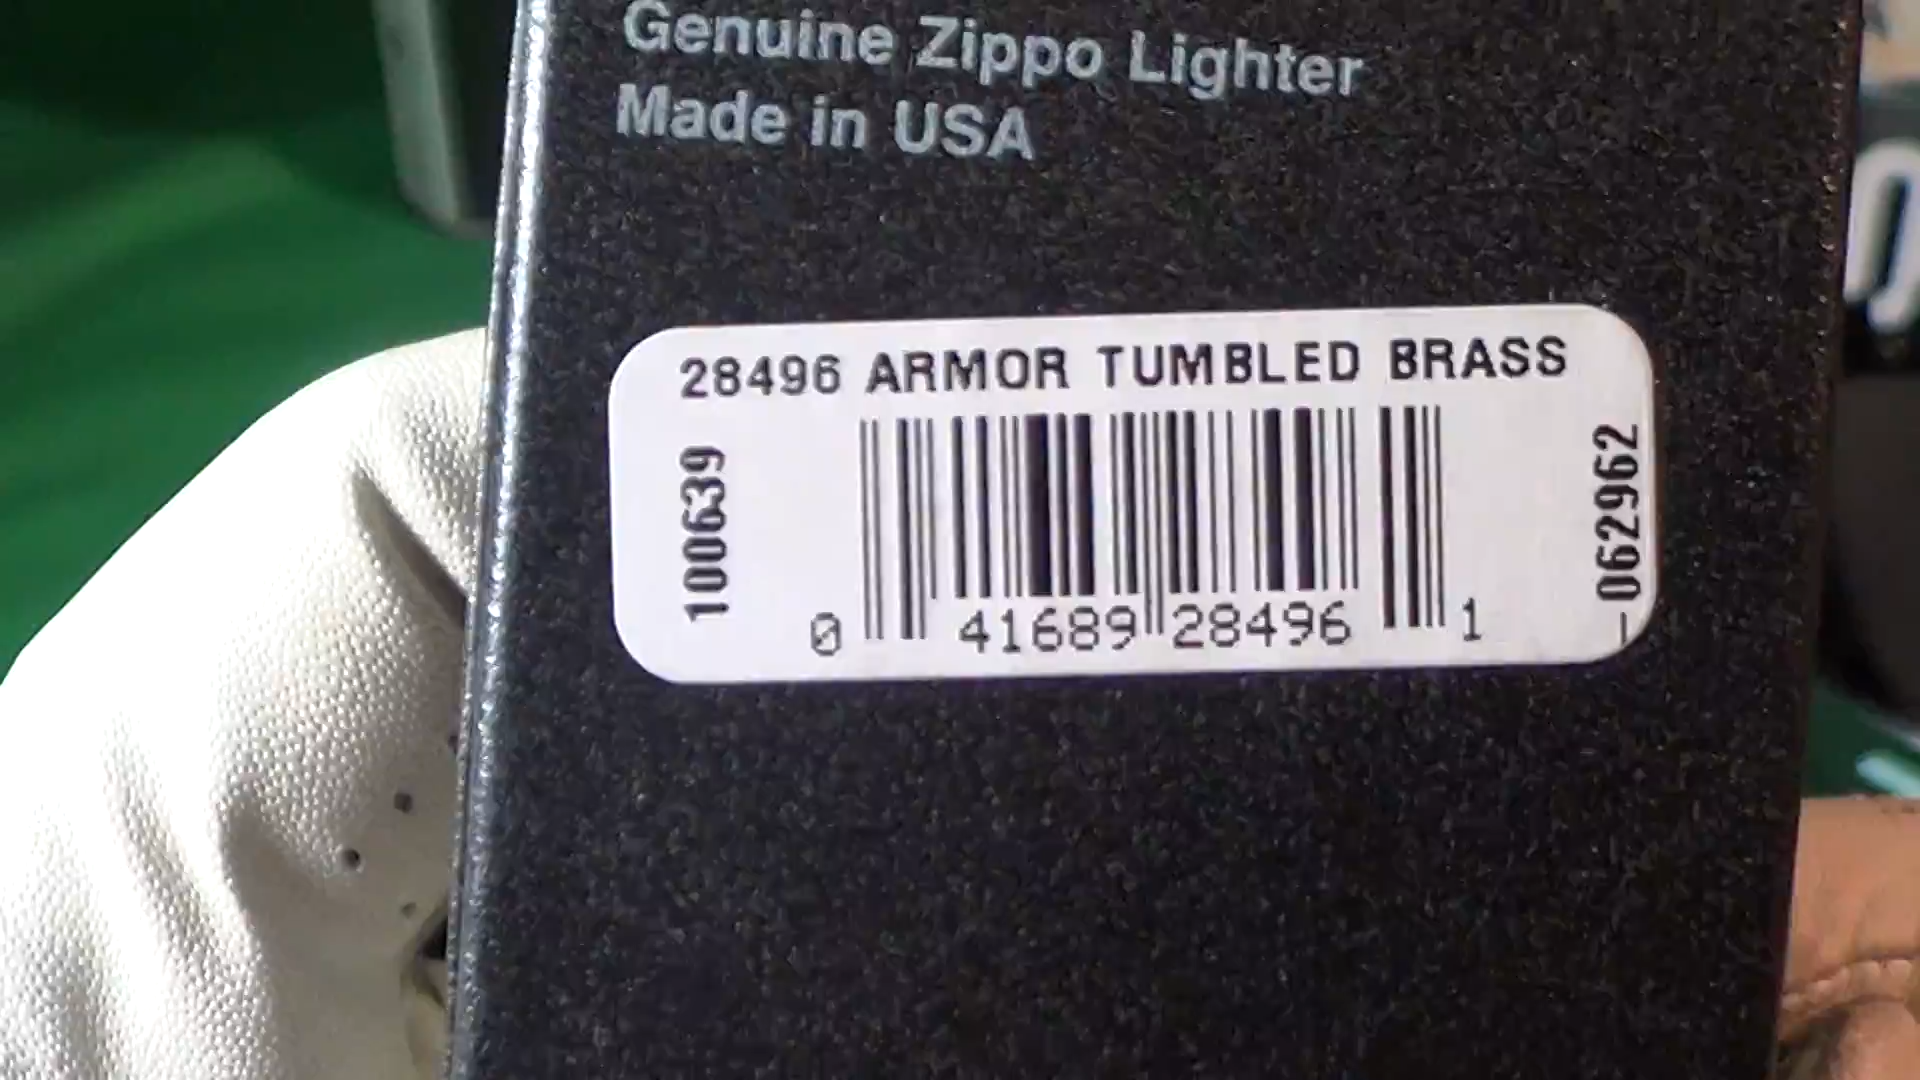 Genuine Zippo Lighter
Made in USA
28496 ARMOR TUMBLED BRASS
100639
0 41689 28496 1
-062962